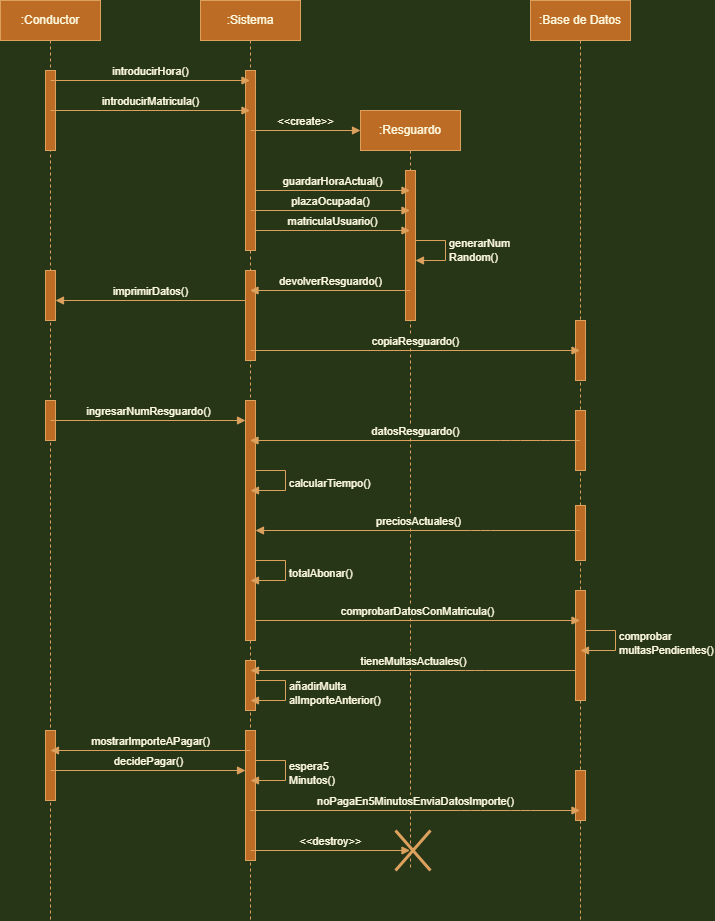 :Conductor
:Sistema
:Base de Datos
introducirHora()
introducirMatricula()
<<create>>
:Resguardo
guardarHoraActual()
plazaOcupada()
matriculaUsuario()
generarNum
Random()
devolverResguardo()
imprimirDatos()
copiaResguardo()
ingresarNumResguardo()
datosResguardo()
calcularTiempo()
preciosActuales()
totalAbonar()
comprobarDatosConMatricula()
comprobar
multasPendientes()
tieneMultasActuales()
añadirMulta
alImporteAnterior()
mostrarImporteAPagar()
decidePagar()
espera5
Minutos()
noPagaEn5MinutosEnviaDatosImporte()
<<destroy>>